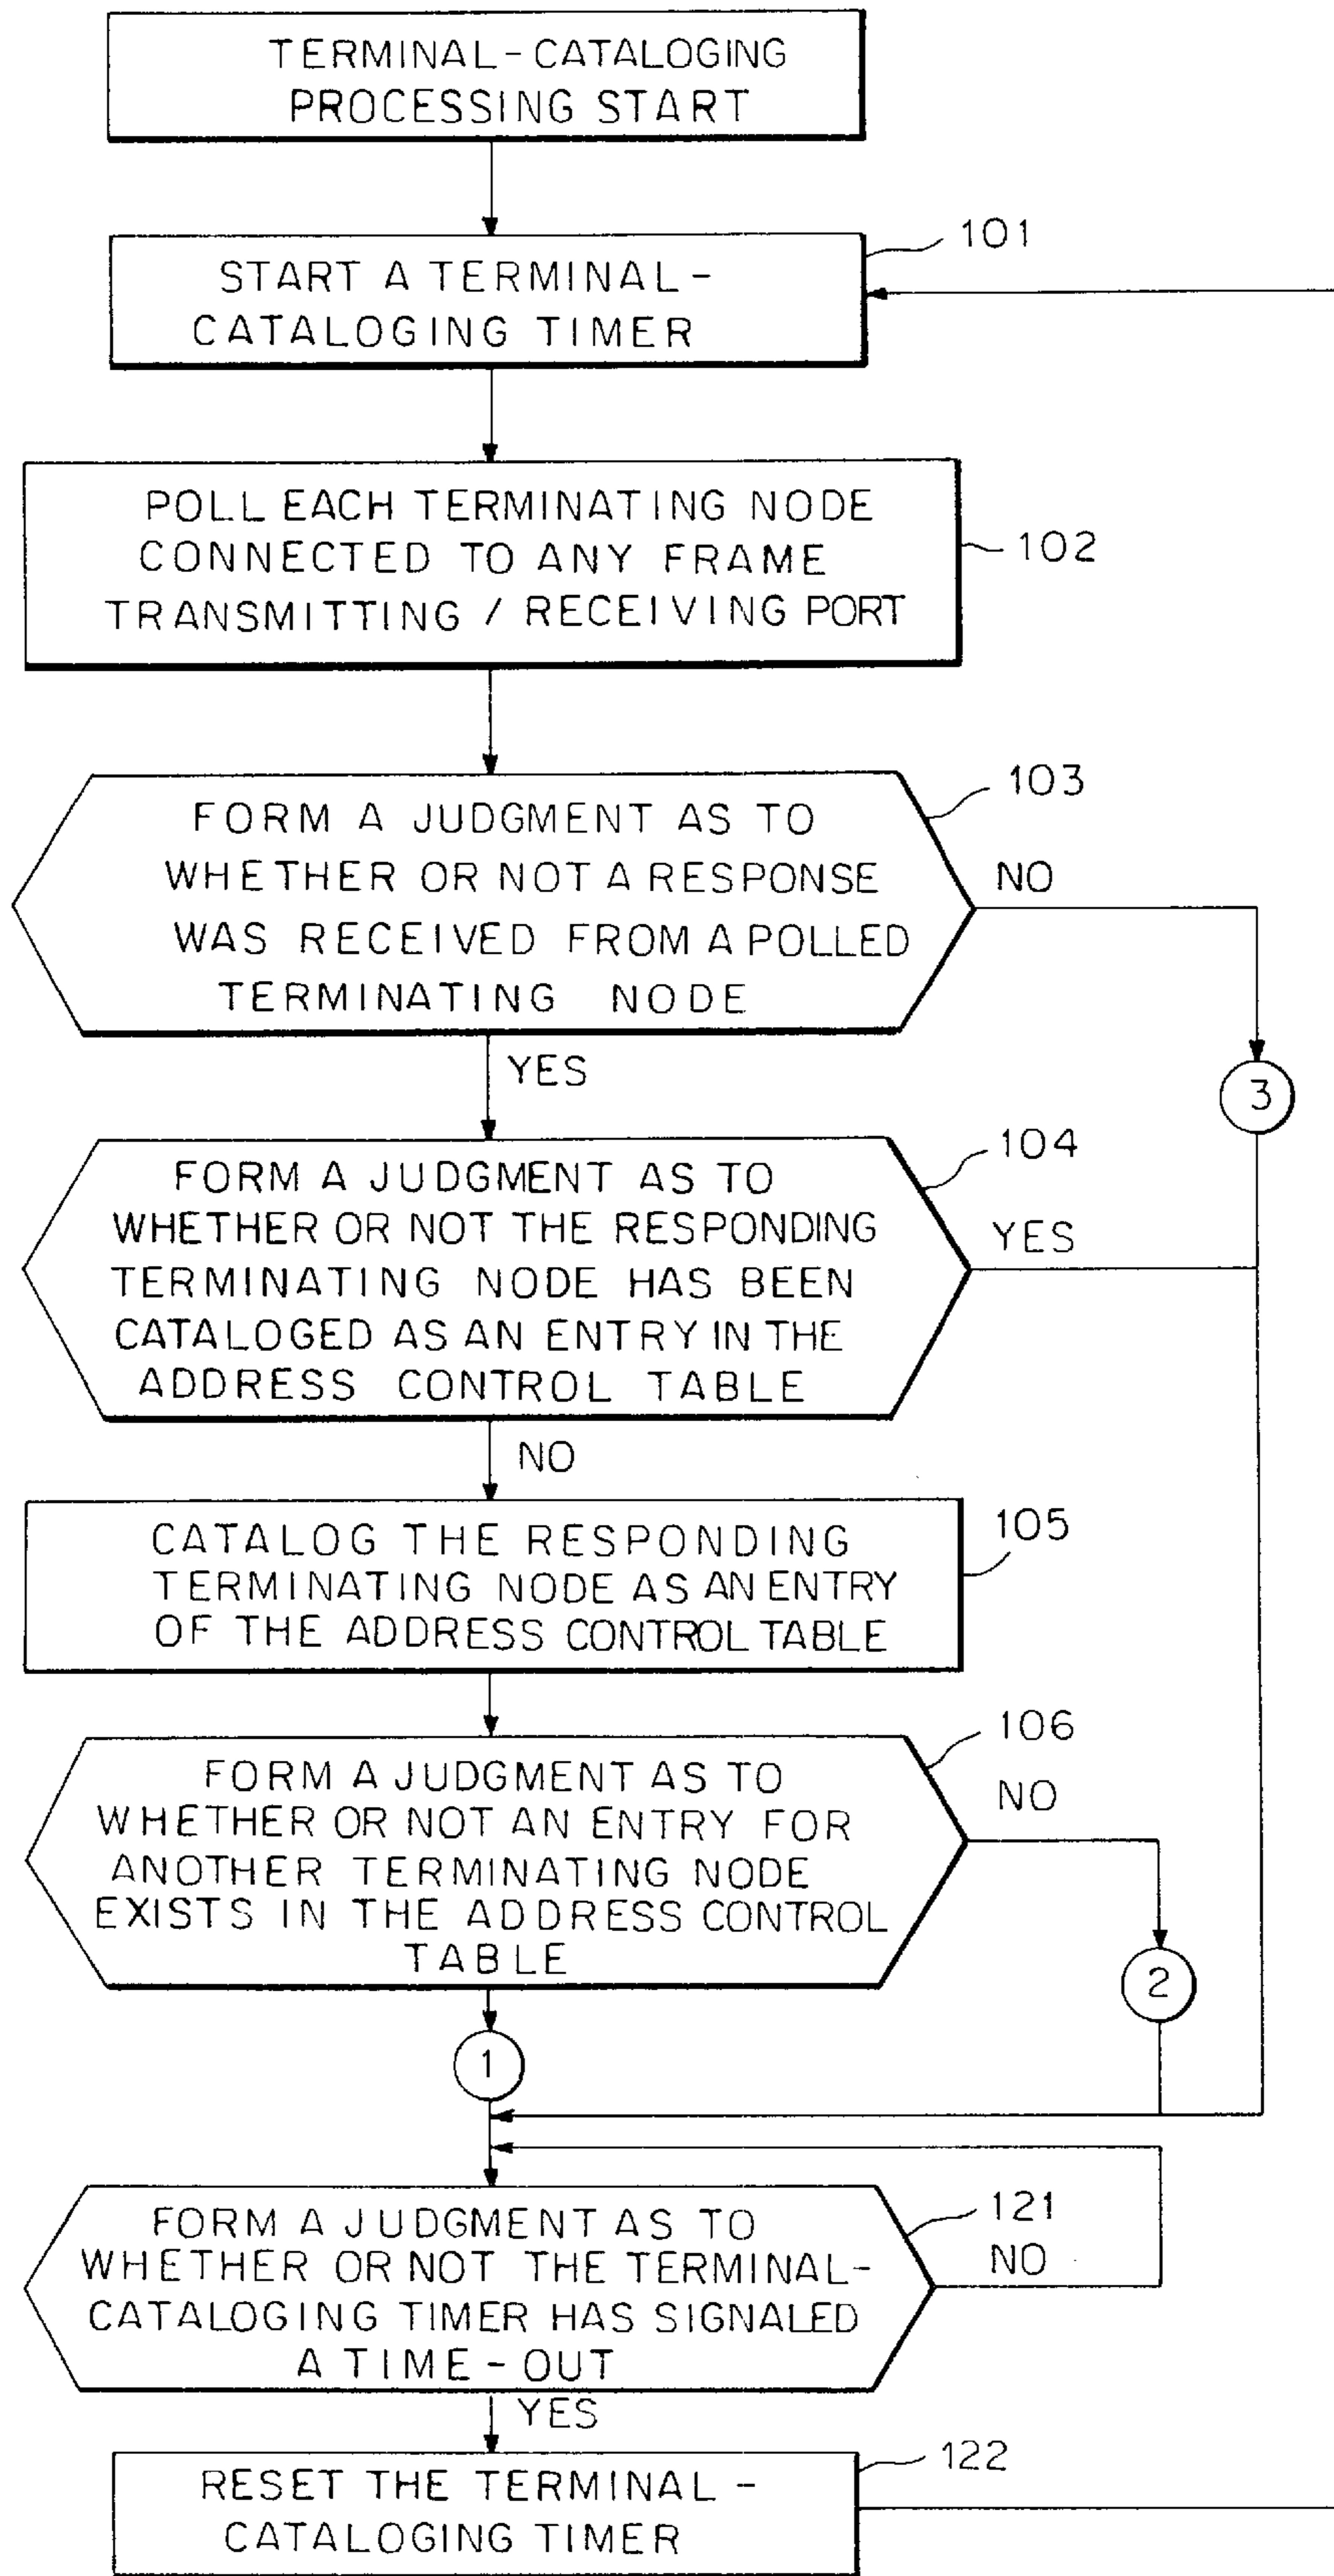 TERMINAL-CATALOGING
PROCESSING START
101
START A TERMINAL-
CATALOGING TIMER
POLL EACH TERMINATING NODE
CONNECTED TO ANY FRAME
TRANSMITTING / RECEIVING PORT
102
103
FORM A JUDGMENT AS TO
WHETHER OR NOT A RESPONSE
WAS RECEIVED FROM A POLLED
TERMINATING NODE
NO
YES
3
104
FORM A JUDGMENT AS TO
WHETHER OR NOT THE RESPONDING
TERMINATING NODE HAS BEEN
CATALOGED AS AN ENTRY IN THE
ADDRESS CONTROL TABLE
YES
NO
105
CATALOG THE RESPONDING
TERMINATING NODE AS AN ENTRY
OF THE ADDRESS CONTROL TABLE
106
FORM A JUDGMENT AS TO
WHETHER OR NOT AN ENTRY FOR
ANOTHER TERMINATING NODE
EXISTS IN THE ADDRESS CONTROL
TABLE
NO
2
1
121
FORM A JUDGMENT AS TO
WHETHER OR NOT THE TERMINAL-
CATALOGING TIMER HAS SIGNALED
A TIME-OUT
NO
YES
122
RESET THE TERMINAL-
CATALOGING TIMER